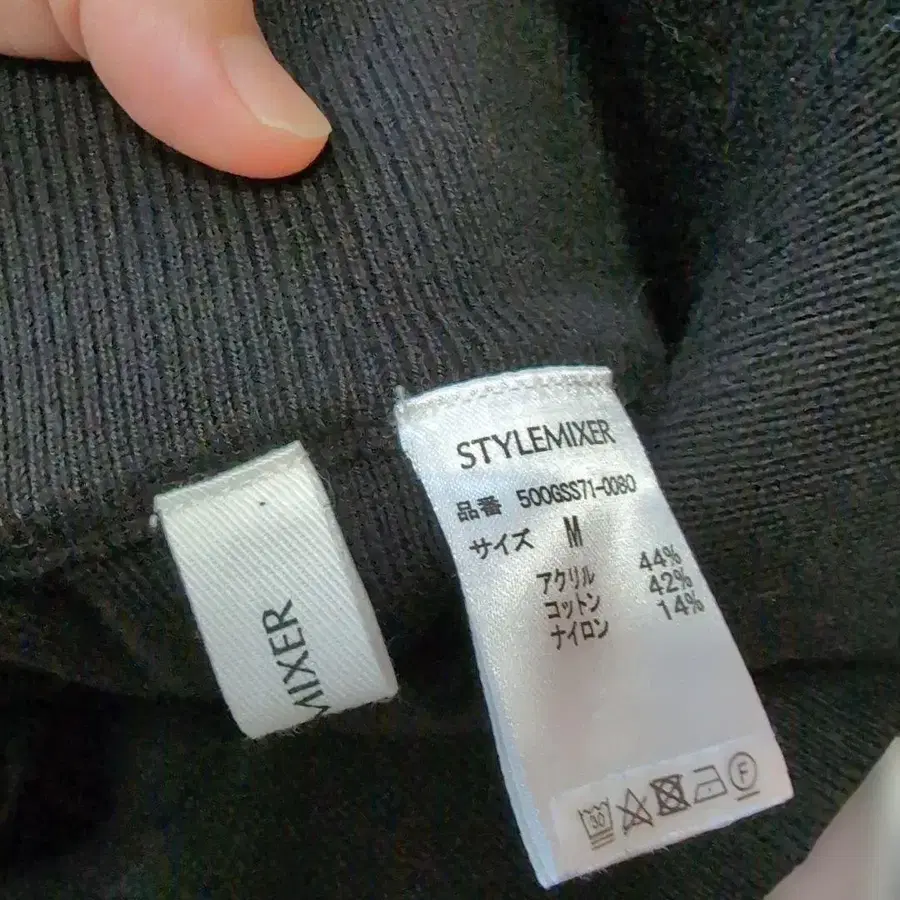 STYLEMIXER
品番 500GSS71-0080
サイズ M
アクリル 44%
コットン 42%
ナイロン 14%
30
F
MIXER